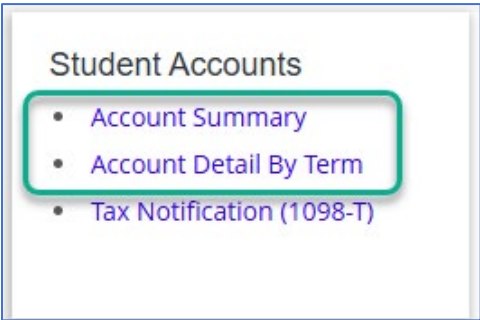 Student Accounts
Account Summary
Account Detail By Term
Tax Notification (1098-T)